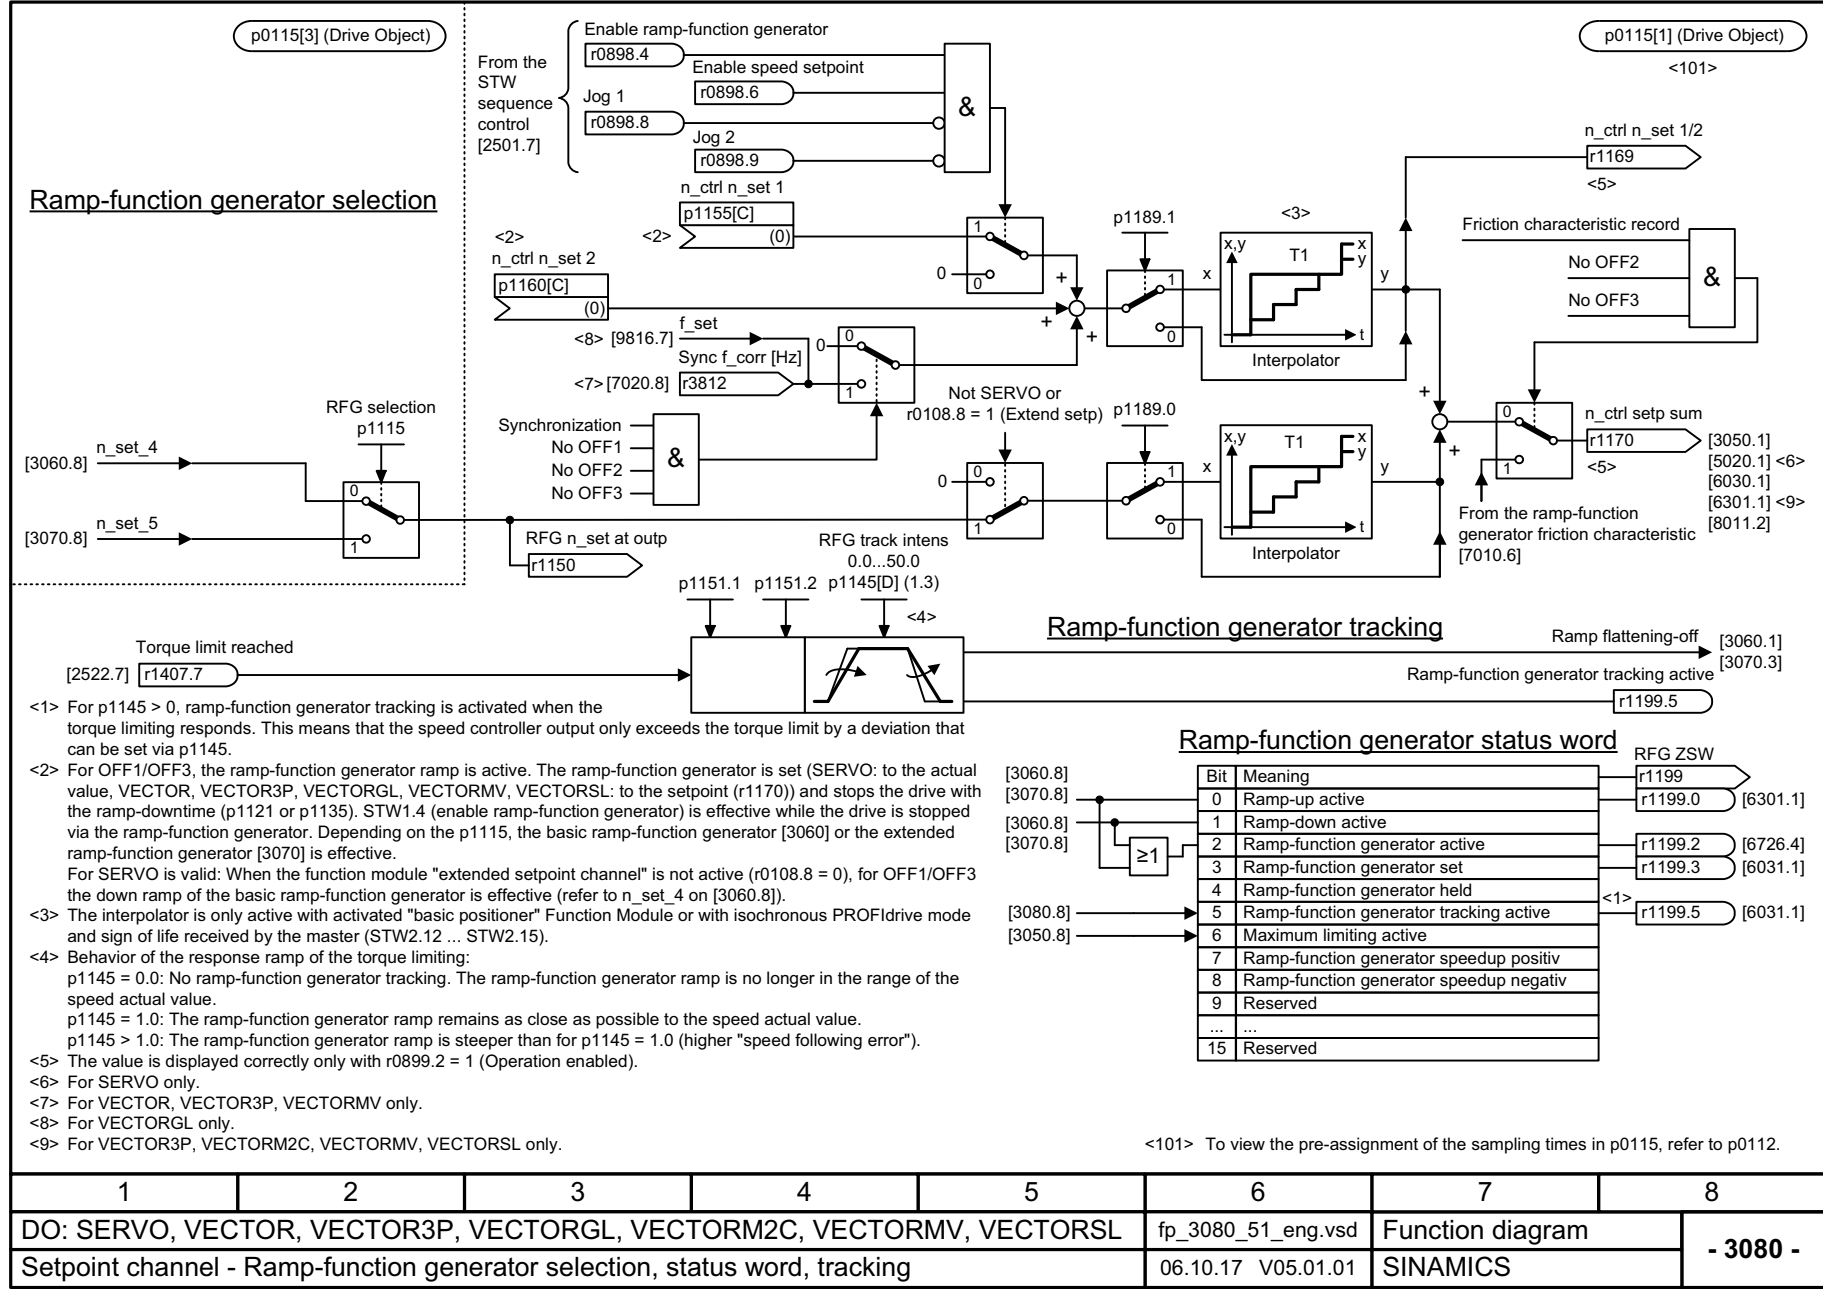 p0115[3] (Drive Object)
Ramp-function generator selection
RFG selection
p1115
[3060.8]
n_set_4
0
1
[3070.8]
n_set_5
From the
STW
sequence
control
[2501.7]
Enable ramp-function generator
r0898.4
Enable speed setpoint
r0898.6
Jog 1
r0898.8
Jog 2
r0898.9
&
n_ctrl n_set 1
p1155[C]
<2>
(0)
1
0
0
<2>
n_ctrl n_set 2
p1160[C]
(0)
+
+
+
<8> [9816.7]
f_set
Sync f_corr [Hz]
<7> [7020.8]
r3812
0
0
1
Synchronization
No OFF1
No OFF2
No OFF3
&
Not SERVO or
r0108.8 = 1 (Extend setp)
0
0
1
RFG n_set at outp
r1150
p1189.1
1
0
x
<3>
x,y
T1
x
y
t
y
Interpolator
p1189.0
1
0
x
x,y
T1
x
y
t
y
Interpolator
p0115[1] (Drive Object)
<101>
n_ctrl n_set 1/2
r1169
<5>
Friction characteristic record
No OFF2
No OFF3
&
+
+
0
1
n_ctrl setp sum
r1170
<5>
[3050.1]
[5020.1] <6>
[6030.1]
[6301.1] <9>
[8011.2]
From the ramp-function
generator friction characteristic
[7010.6]
RFG track intens
0.0...50.0
p1151.1
p1151.2
p1145[D] (1.3)
<4>
Ramp-function generator tracking
Torque limit reached
[2522.7]
r1407.7
Ramp flattening-off
[3060.1]
[3070.3]
Ramp-function generator tracking active
r1199.5
<1> For p1145 > 0, ramp-function generator tracking is activated when the
torque limiting responds. This means that the speed controller output only exceeds the torque limit by a deviation that
can be set via p1145.
<2> For OFF1/OFF3, the ramp-function generator ramp is active. The ramp-function generator is set (SERVO: to the actual
value, VECTOR, VECTOR3P, VECTORGL, VECTORMV, VECTORSL: to the setpoint (r1170)) and stops the drive with
the ramp-downtime (p1121 or p1135). STW1.4 (enable ramp-function generator) is effective while the drive is stopped
via the ramp-function generator. Depending on the p1115, the basic ramp-function generator [3060] or the extended
ramp-function generator [3070] is effective.
For SERVO is valid: When the function module "extended setpoint channel" is not active (r0108.8 = 0), for OFF1/OFF3
the down ramp of the basic ramp-function generator is effective (refer to n_set_4 on [3060.8]).
<3> The interpolator is only active with activated "basic positioner" Function Module or with isochronous PROFIdrive mode
and sign of life received by the master (STW2.12 ... STW2.15).
<4> Behavior of the response ramp of the torque limiting:
p1145 = 0.0: No ramp-function generator tracking. The ramp-function generator ramp is no longer in the range of the
speed actual value.
p1145 = 1.0: The ramp-function generator ramp remains as close as possible to the speed actual value.
p1145 > 1.0: The ramp-function generator ramp is steeper than for p1145 = 1.0 (higher "speed following error").
<5> The value is displayed correctly only with r0899.2 = 1 (Operation enabled).
<6> For SERVO only.
<7> For VECTOR, VECTOR3P, VECTORMV only.
<8> For VECTORGL only.
<9> For VECTOR3P, VECTORM2C, VECTORMV, VECTORSL only.
Ramp-function generator status word
RFG ZSW
[3060.8]
[3070.8]
[3060.8]
[3070.8]
≥1
[3080.8]
[3050.8]
Bit Meaning r1199
0 Ramp-up active r1199.0 [6301.1]
1 Ramp-down active
2 Ramp-function generator active r1199.2 [6726.4]
3 Ramp-function generator set r1199.3 [6031.1]
4 Ramp-function generator held
5 Ramp-function generator tracking active <1> r1199.5 [6031.1]
6 Maximum limiting active
7 Ramp-function generator speedup positiv
8 Ramp-function generator speedup negativ
9 Reserved
... ...
15 Reserved
<101> To view the pre-assignment of the sampling times in p0115, refer to p0112.
1 2 3 4 5 6 7 8
DO: SERVO, VECTOR, VECTOR3P, VECTORGL, VECTORM2C, VECTORMV, VECTORSL
fp_3080_51_eng.vsd
Function diagram
- 3080 -
Setpoint channel - Ramp-function generator selection, status word, tracking
06.10.17 V05.01.01
SINAMICS